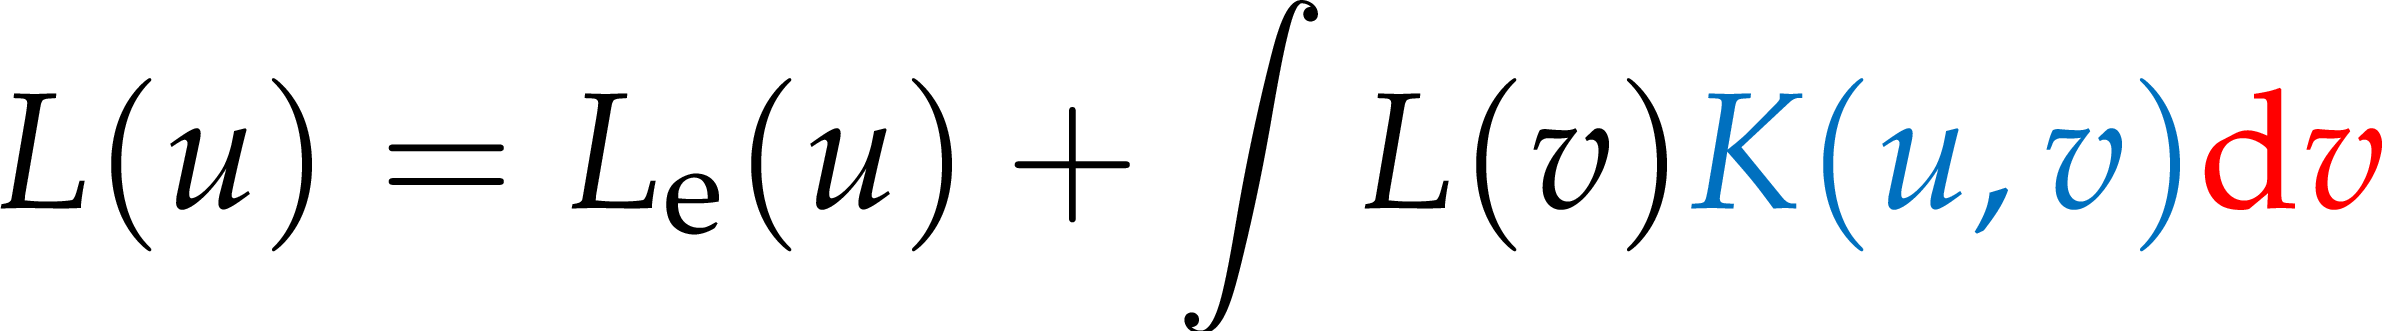 L(u) = Lₑ(u) + ∫ L(v)K(u,v)dv